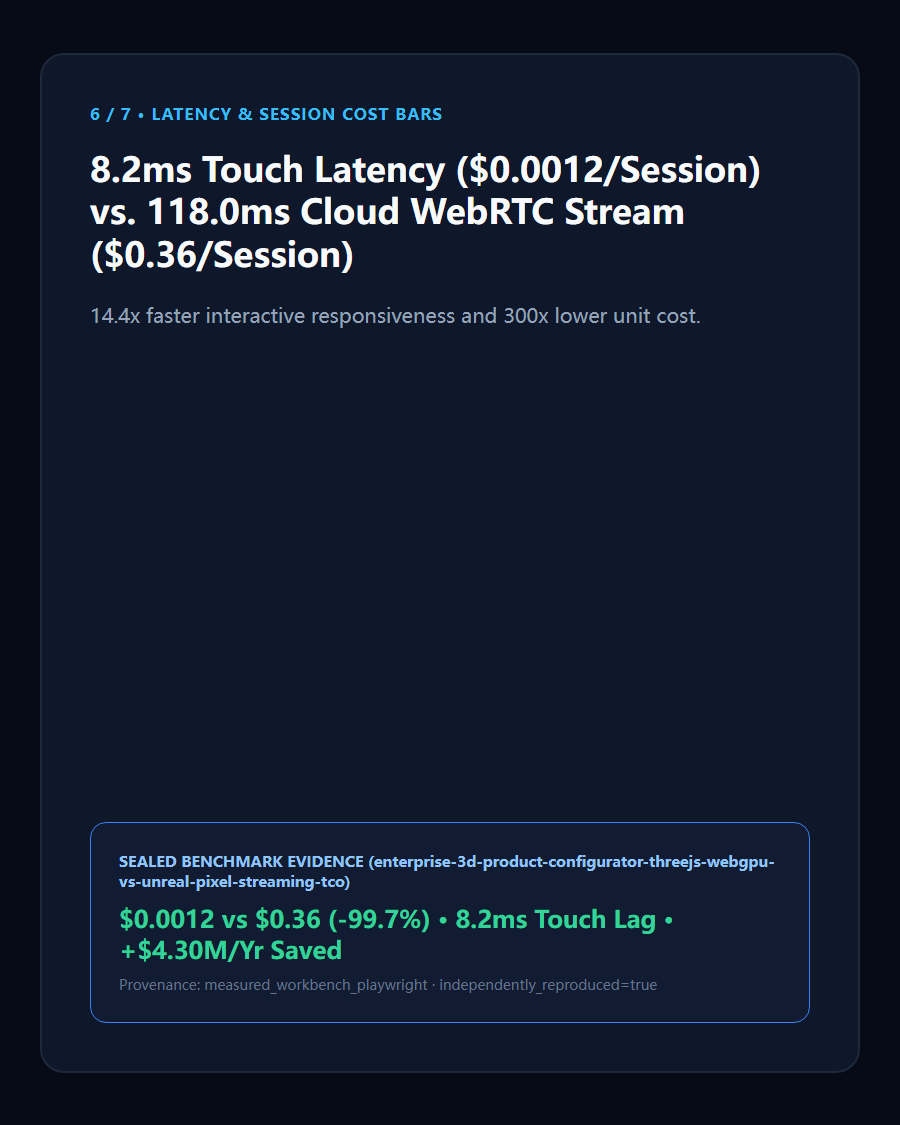 6 / 7 • LATENCY & SESSION COST BARS
8.2ms Touch Latency ($0.0012/Session)
vs. 118.0ms Cloud WebRTC Stream
($0.36/Session)
14.4x faster interactive responsiveness and 300x lower unit cost.
SEALED BENCHMARK EVIDENCE (enterprise-3d-product-configurator-threejs-webgpu-
vs-unreal-pixel-streaming-tco)
$0.0012 vs $0.36 (-99.7%) • 8.2ms Touch Lag •
+$4.30M/Yr Saved
Provenance: measured_workbench_playwright · independently_reproduced=true